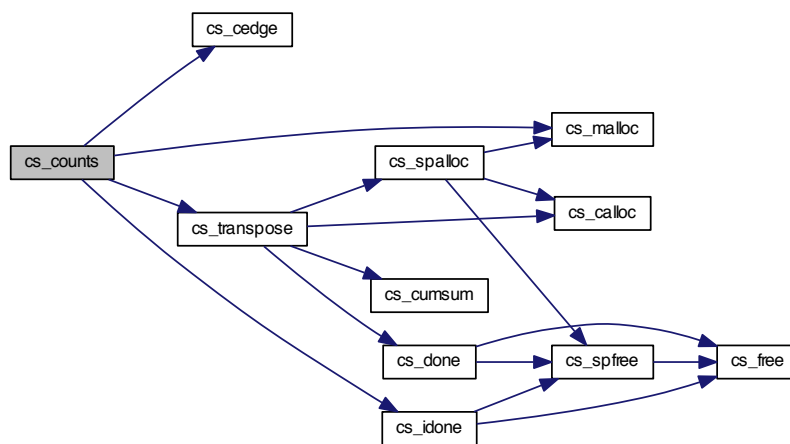 cs_cedge
cs_malloc
cs_counts
cs_spalloc
cs_calloc
cs_transpose
cs_cumsum
cs_done
cs_spfree
cs_free
cs_idone